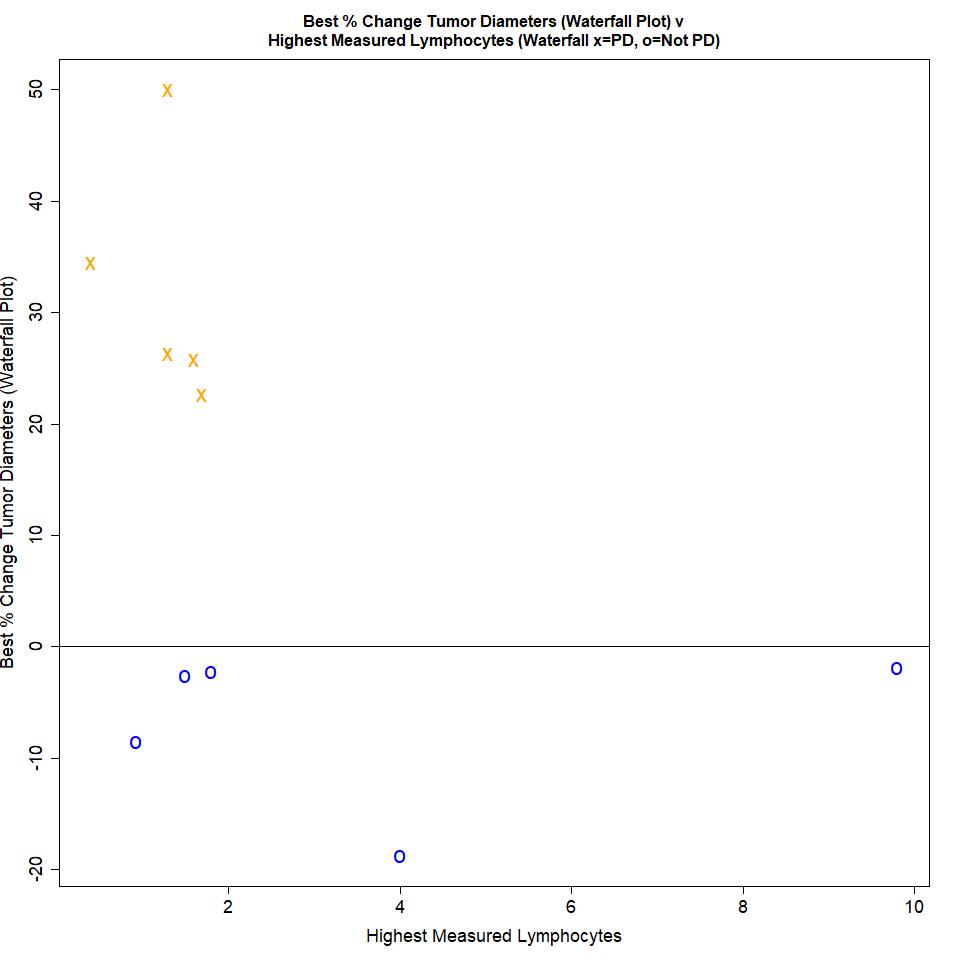 Best % Change Tumor Diameters (Waterfall Plot) v
Highest Measured Lymphocytes (Waterfall x=PD, o=Not PD)
Best % Change Tumor Diameters (Waterfall Plot)
50
40
30
20
10
0
-10
-20
X
X
X
X
X
O
O
O
O
O
2
4
6
8
10
Highest Measured Lymphocytes